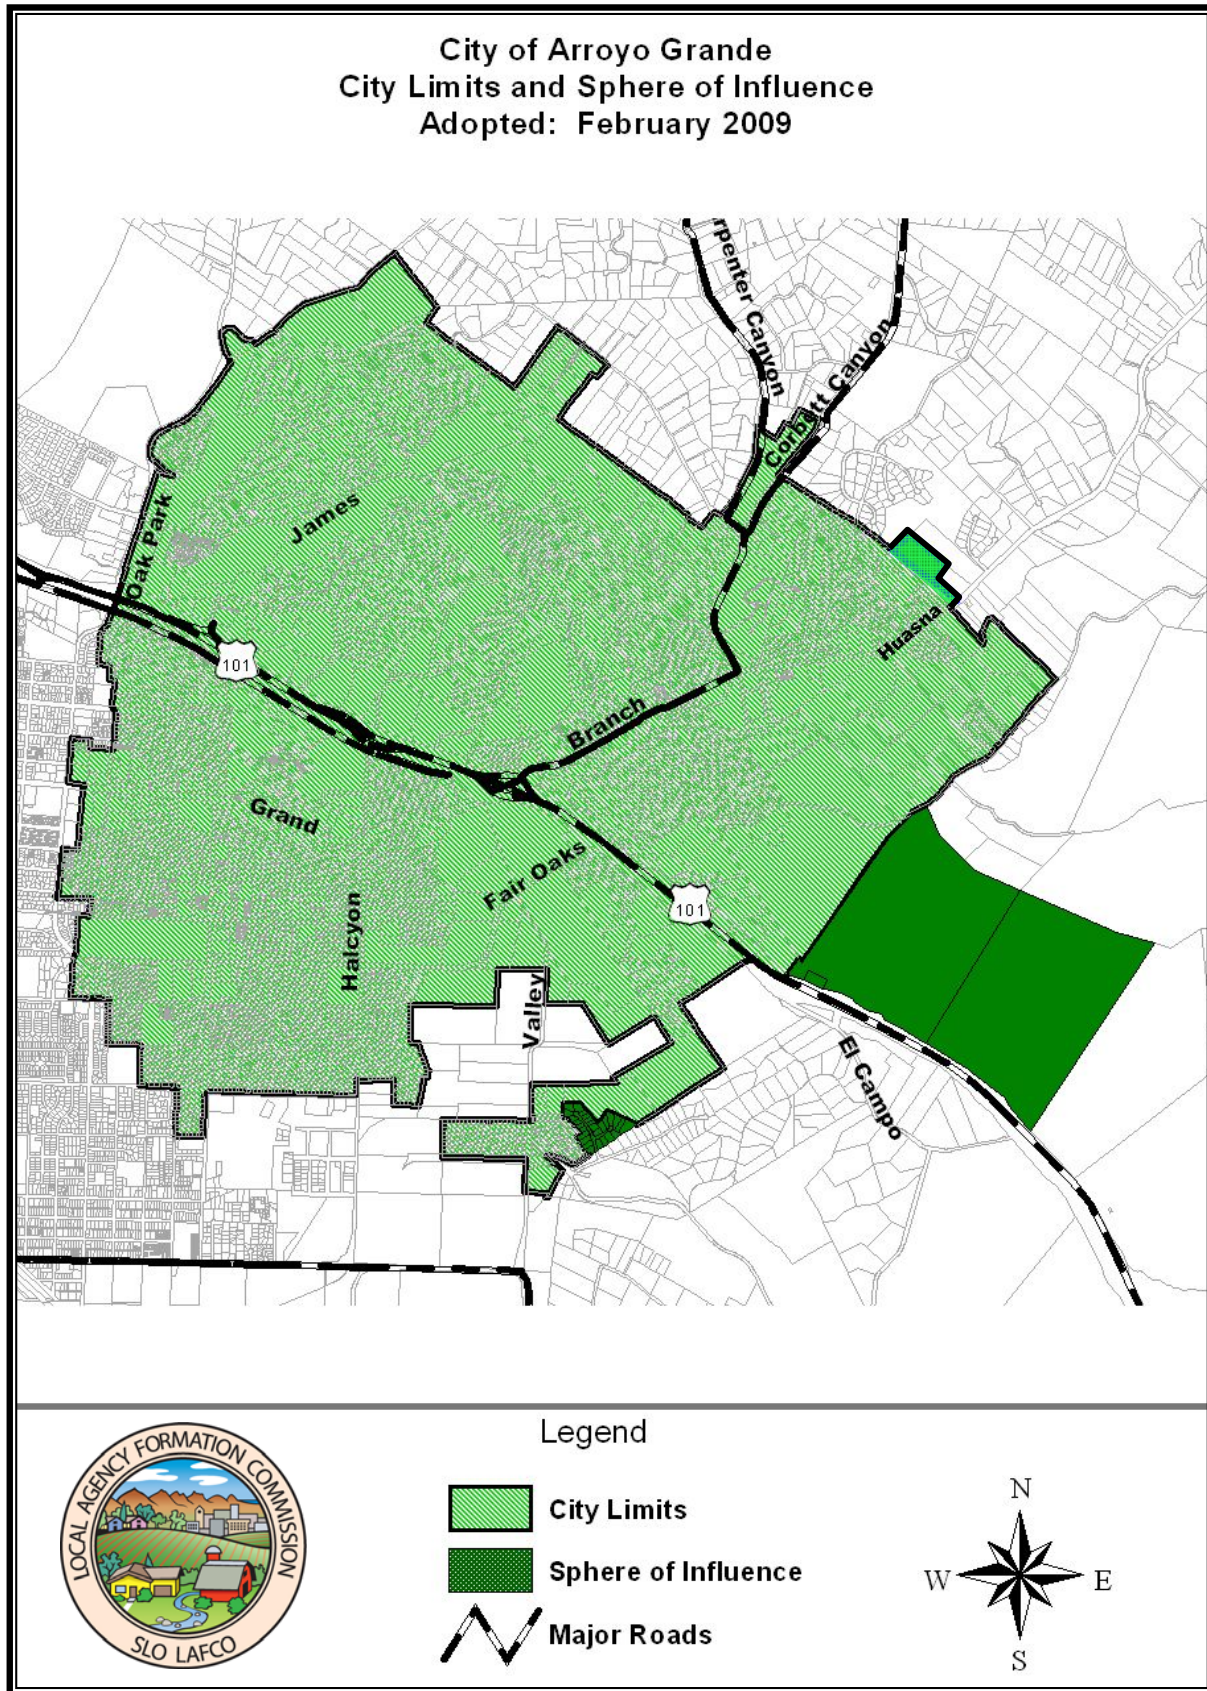 City of Arroyo Grande
City Limits and Sphere of Influence
Adopted: February 2009
rpenter Canyon
Corbett Canyon
Oak Park
James
Huasna
101
Branch
Grand
Fair Oaks
Halcyon
101
Valley
El Campo
Legend
City Limits
Sphere of Influence
Major Roads
LOCAL AGENCY FORMATION COMMISSION
SLO LAFCO
N
W
E
S